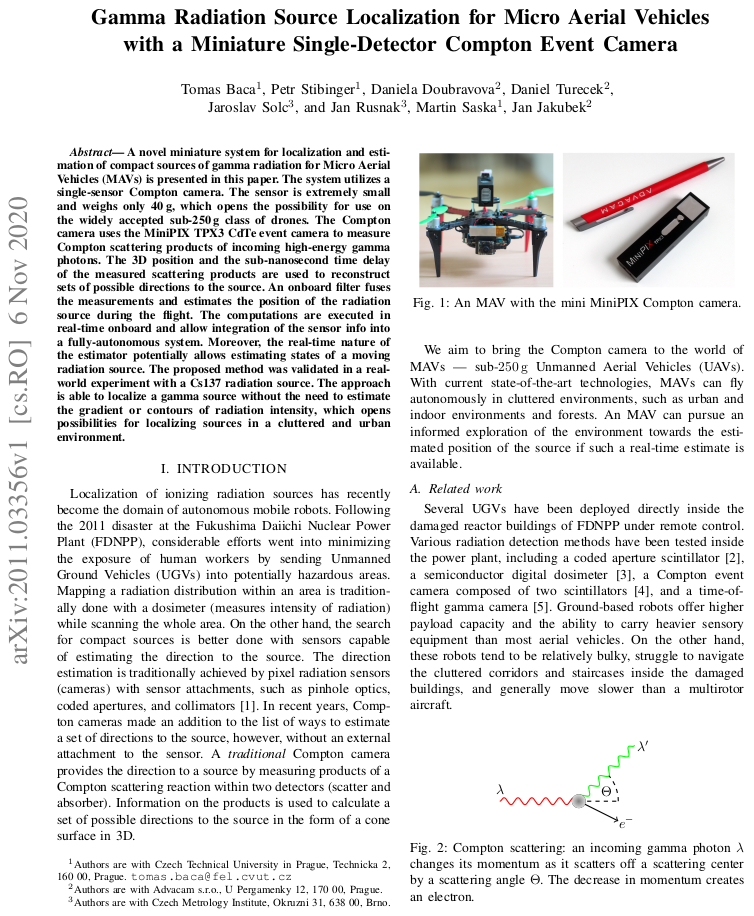 Gamma Radiation Source Localization for Micro Aerial Vehicles
with a Miniature Single-Detector Compton Event Camera
Tomas Baca1, Petr Stibinger1, Daniela Doubravova2, Daniel Turecek2,
Jaroslav Solc3, and Jan Rusnak3, Martin Saska1, Jan Jakubek2
arXiv:2011.03356v1 [cs.RO] 6 Nov 2020
Abstract— A novel miniature system for localization and esti-
mation of compact sources of gamma radiation for Micro Aerial
Vehicles (MAVs) is presented in this paper. The system utilizes a
single-sensor Compton camera. The sensor is extremely small
and weighs only 40 g, which opens the possibility for use on
the widely accepted sub-250 g class of drones. The Compton
camera uses the MiniPIX TPX3 CdTe event camera to measure
Compton scattering products of incoming high-energy gamma
photons. The 3D position and the sub-nanosecond time delay
of the measured scattering products are used to reconstruct
sets of possible directions to the source. An onboard filter fuses
the measurements and estimates the position of the radiation
source during the flight. The computations are executed in
real-time onboard and allow integration of the sensor info into
a fully-autonomous system. Moreover, the real-time nature of
the estimator potentially allows estimating states of a moving
radiation source. The proposed method was validated in a real-
world experiment with a Cs137 radiation source. The approach
is able to localize a gamma source without the need to estimate
the gradient or contours of radiation intensity, which opens
possibilities for localizing sources in a cluttered and urban
environment.
I. INTRODUCTION
Localization of ionizing radiation sources has recently
become the domain of autonomous mobile robots. Following
the 2011 disaster at the Fukushima Daiichi Nuclear Power
Plant (FDNPP), considerable efforts went into minimizing
the exposure of human workers by sending Unmanned
Ground Vehicles (UGVs) into potentially hazardous areas.
Mapping a radiation distribution within an area is tradition-
ally done with a dosimeter (measures intensity of radiation)
while scanning the whole area. On the other hand, the search
for compact sources is better done with sensors capable
of estimating the direction to the source. The direction
estimation is traditionally achieved by pixel radiation sensors
(cameras) with sensor attachments, such as pinhole optics,
coded apertures, and collimators [1]. In recent years, Comp-
ton cameras made an addition to the list of ways to estimate
a set of directions to the source, however, without an external
attachment to the sensor. A traditional Compton camera
provides the direction to a source by measuring products of a
Compton scattering reaction within two detectors (scatter and
absorber). Information on the products is used to calculate a
set of possible directions to the source in the form of a cone
surface in 3D.
1Authors are with Czech Technical University in Prague, Technicka 2,
160 00, Prague. tomas.baca@fel.cvut.cz
2Authors are with Advacam s.r.o., U Pergamenky 12, 170 00, Prague.
3Authors are with Czech Metrology Institute, Okruzni 31, 638 00, Brno.
ADVACAM
MiniPIX
Fig. 1: An MAV with the mini MiniPIX Compton camera.
We aim to bring the Compton camera to the world of
MAVs — sub-250 g Unmanned Aerial Vehicles (UAVs).
With current state-of-the-art technologies, MAVs can fly
autonomously in cluttered environments, such as urban and
indoor environments and forests. An MAV can pursue an
informed exploration of the environment towards the esti-
mated position of the source if such a real-time estimate is
available.
A. Related work
Several UGVs have been deployed directly inside the
damaged reactor buildings of FDNPP under remote control.
Various radiation detection methods have been tested inside
the power plant, including a coded aperture scintillator [2],
a semiconductor digital dosimeter [3], a Compton event
camera composed of two scintillators [4], and a time-of-
flight gamma camera [5]. Ground-based robots offer higher
payload capacity and the ability to carry heavier sensory
equipment than most aerial vehicles. On the other hand,
these robots tend to be relatively bulky, struggle to navigate
the cluttered corridors and staircases inside the damaged
buildings, and generally move slower than a multirotor
aircraft.
λ
λ′
Θ
e−
Fig. 2: Compton scattering: an incoming gamma photon λ
changes its momentum as it scatters off a scattering center
by a scattering angle Θ. The decrease in momentum creates
an electron.